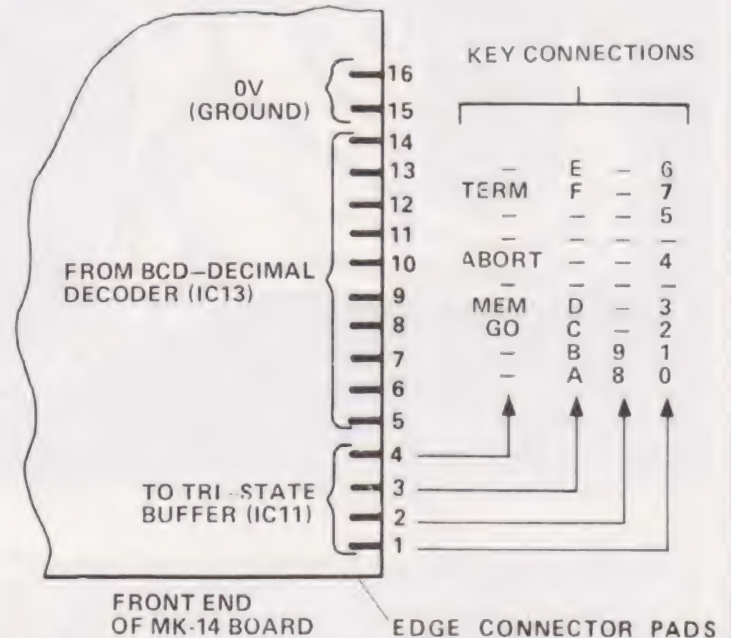 KEY CONNECTIONS
16
0V
(GROUND)
15
14
13
12
11
10
9
8
7
6
5
FROM BCD–DECIMAL
DECODER (IC13)
4
3
2
1
TO TRI-STATE
BUFFER (IC11)
– E – 6
TERM F – 7
– – – 5
– – – –
ABORT – – 4
– – – –
MEM D – 3
GO C – 2
– B 9 1
– A 8 0
FRONT END
OF MK-14 BOARD
EDGE CONNECTOR PADS